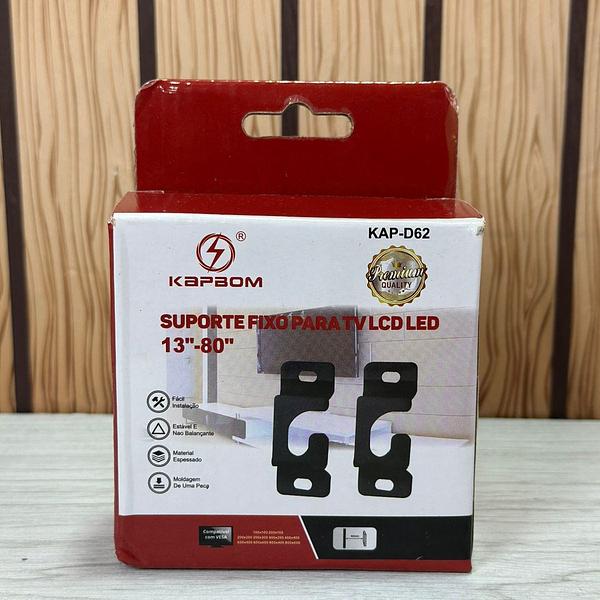 ®
KAPBOM
KAP-D62
Premium
QUALITY
SUPORTE FIXO PARA TV LCD LED
13"-80"
Fácil
Instalação
Estável E
Nao Balançante
Material
Espessado
Moldagem
De Uma Peça
Compatível
com VESA